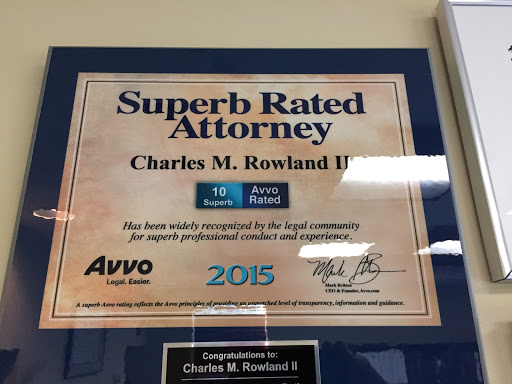 Superb Rated
Attorney
Charles M. Rowland II
10
Superb
Avvo
Rated
Has been widely recognized by the legal community
for superb professional conduct and experience.
Avvo
Legal. Easier.
2015
Mark Britton
CEO & Founder, Avvo.com
A superb Avvo rating reflects the Avvo principles of providing an unmatched level of transparency, information and guidance.
Congratulations to:
Charles M. Rowland II